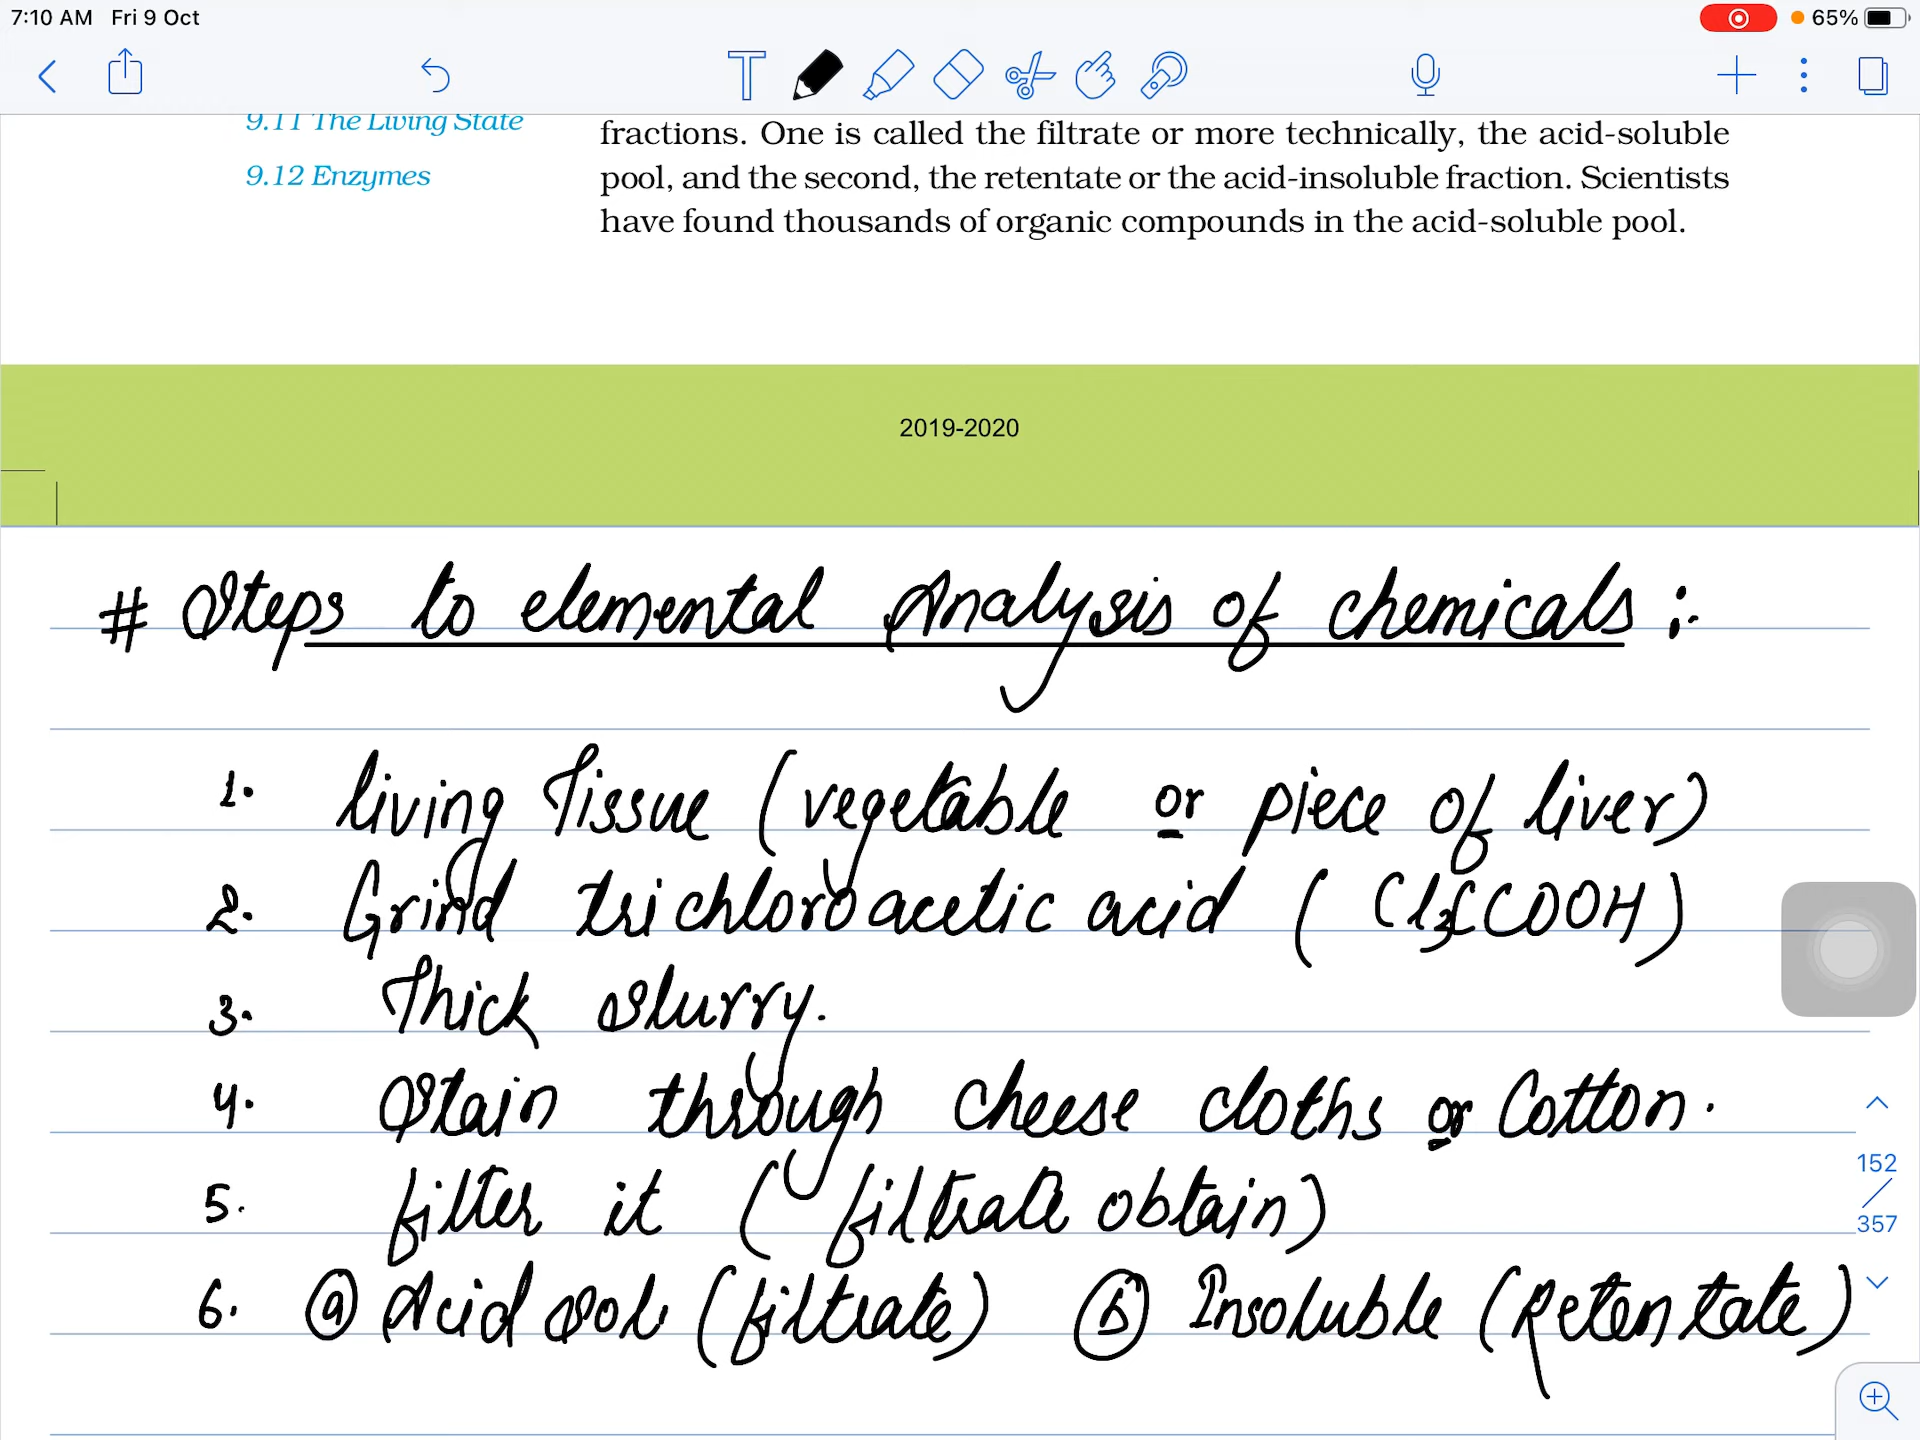 7:10 AM Fri 9 Oct
65%
9.11 The Living State
9.12 Enzymes
fractions. One is called the filtrate or more technically, the acid-soluble
pool, and the second, the retentate or the acid-insoluble fraction. Scientists
have found thousands of organic compounds in the acid-soluble pool.
2019-2020
# Steps to elemental Analysis of chemicals :-
1. living Tissue (vegetable or piece of liver)
2. Grind trichloroacetic acid ( Cl3CCOOH)
3. Thick slurry.
4. Stain through cheese cloths or Cotton.
5. filter it ( filtrate obtain)
6. (a) Acid sol. (filtrate) (b) Insoluble (Retentate)
152
/
357